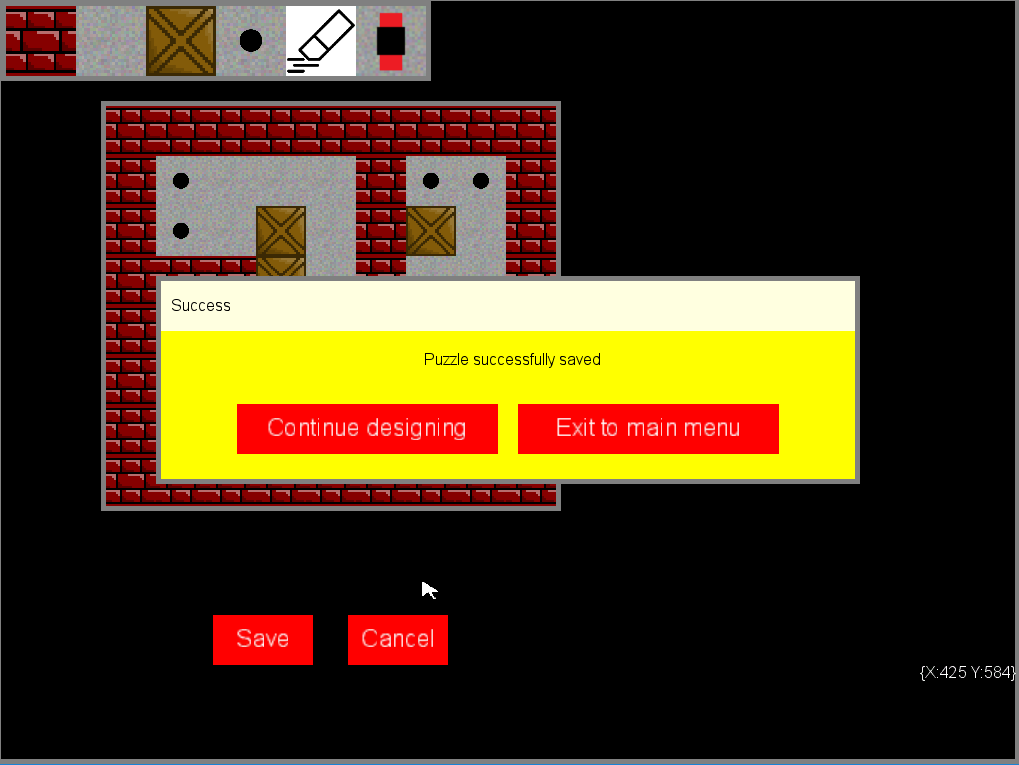 Success
Puzzle successfully saved
Continue designing
Exit to main menu
Save
Cancel
{X:425 Y:584}